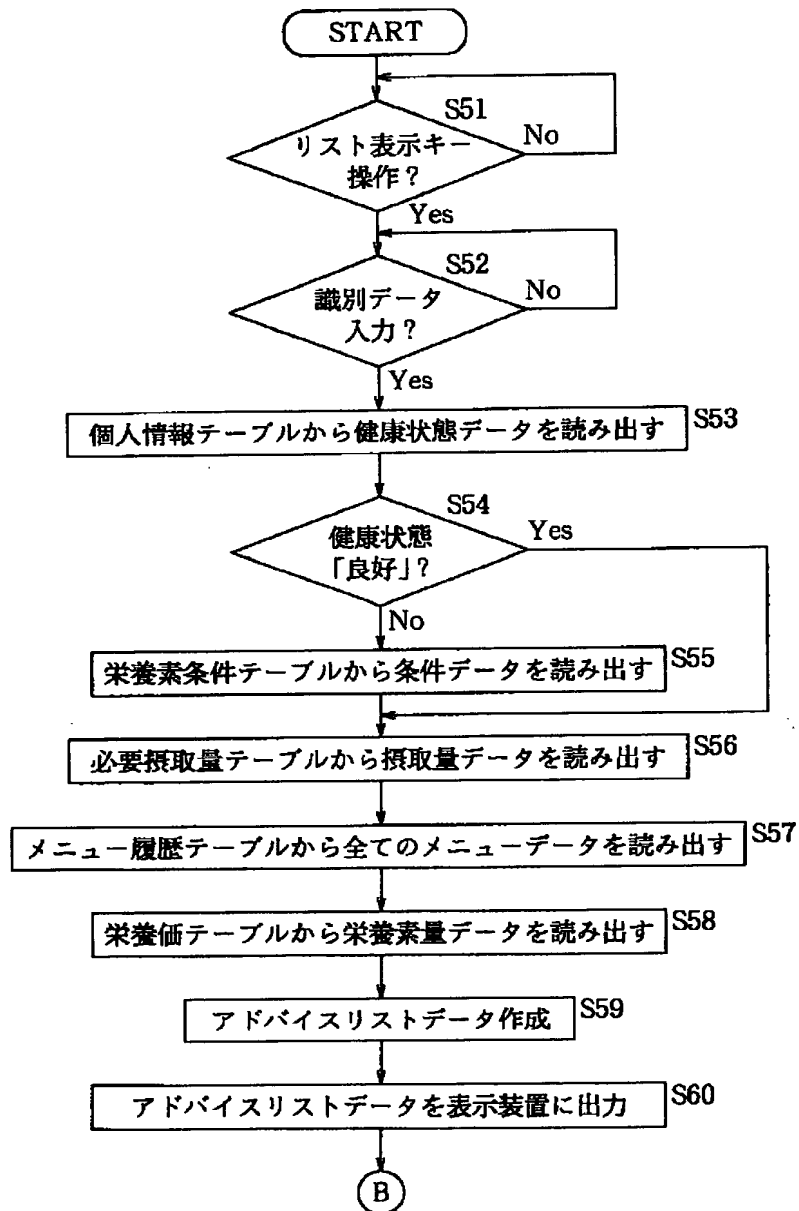 START
S51
リスト表示キー
操作？
No
Yes
S52
識別データ
入力？
No
Yes
個人情報テーブルから健康状態データを読み出す
S53
S54
健康状態
「良好」？
Yes
No
栄養素条件テーブルから条件データを読み出す
S55
必要摂取量テーブルから摂取量データを読み出す
S56
メニュー履歴テーブルから全てのメニューデータを読み出す
S57
栄養価テーブルから栄養素量データを読み出す
S58
アドバイスリストデータ作成
S59
アドバイスリストデータを表示装置に出力
S60
B